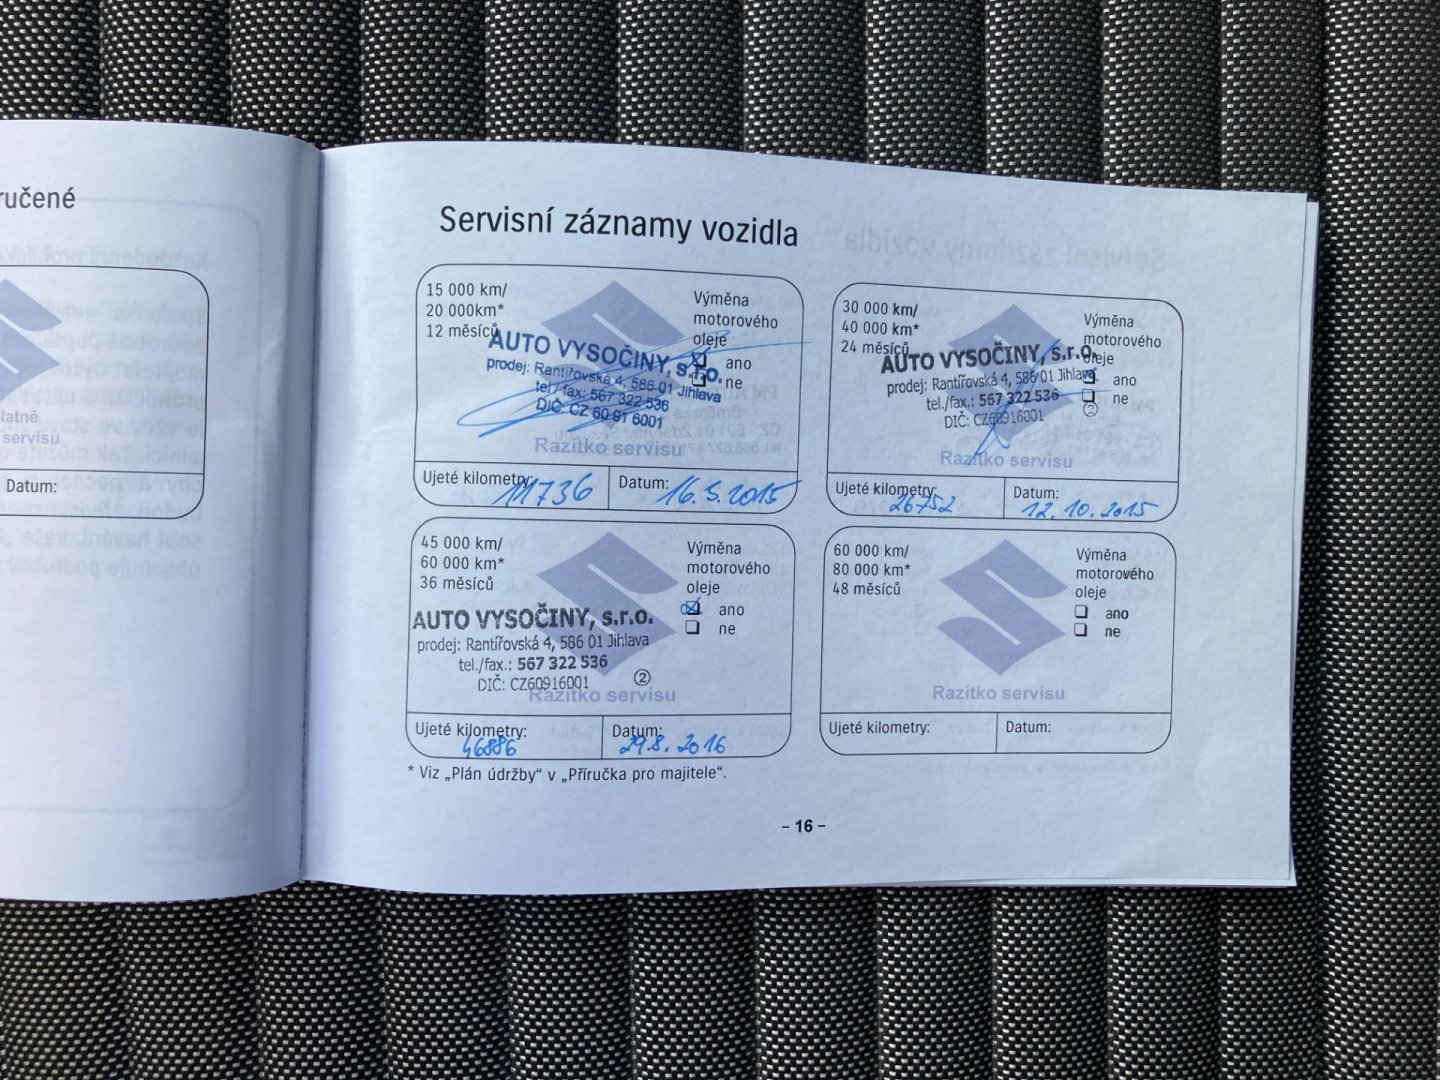 ručené
latně
servisu
Datum:
Servisní záznamy vozidla
15 000 km/
20 000km*
12 měsíců
Výměna
motorového
oleje
ano
ne
AUTO VYSOČINY, s.r.o.
prodej: Rantířovská 4, 586 01 Jihlava
tel./fax: 567 322 536
DIČ: CZ 60 91 6001
Razítko servisu
Ujeté kilometry:
11736
Datum:
16.5.2015
30 000 km/
40 000 km*
24 měsíců
Výměna
motorového
oleje
ano
ne
AUTO VYSOČINY, s.r.o.
prodej: Rantířovská 4, 586 01 Jihlava
tel./fax.: 567 322 536
DIČ: CZ60916001
2
Razítko servisu
Ujeté kilometry:
26752
Datum:
12.10.2015
45 000 km/
60 000 km*
36 měsíců
Výměna
motorového
oleje
ano
ne
AUTO VYSOČINY, s.r.o.
prodej: Rantířovská 4, 586 01 Jihlava
tel./fax.: 567 322 536
DIČ: CZ60916001
2
Razítko servisu
Ujeté kilometry:
46886
Datum:
29.8.2016
60 000 km/
80 000 km*
48 měsíců
Výměna
motorového
oleje
ano
ne
Razítko servisu
Ujeté kilometry:
Datum:
* Viz „Plán údržby“ v „Příručka pro majitele“.
– 16 –